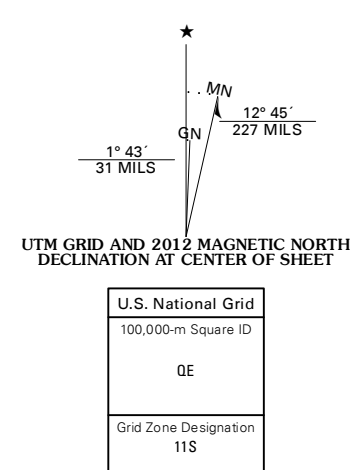 ★
MN
12° 45´
227 MILS
GN
1° 43´
31 MILS
UTM GRID AND 2012 MAGNETIC NORTH
DECLINATION AT CENTER OF SHEET
U.S. National Grid
100,000-m Square ID
QE
Grid Zone Designation
11S